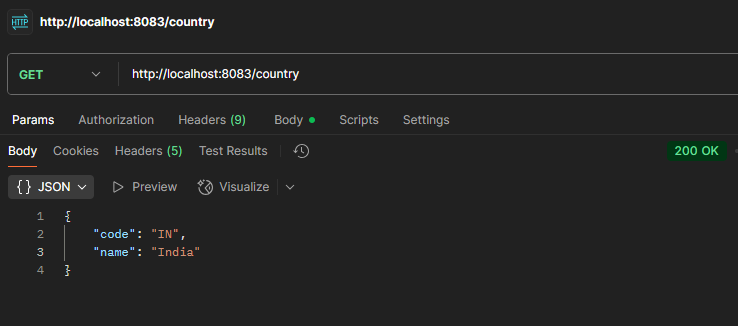 HTTP http://localhost:8083/country
GET http://localhost:8083/country
Params Authorization Headers (9) Body Scripts Settings
Body Cookies Headers (5) Test Results 200 OK
{} JSON Preview Visualize
1 {
2 "code": "IN",
3 "name": "India"
4 }